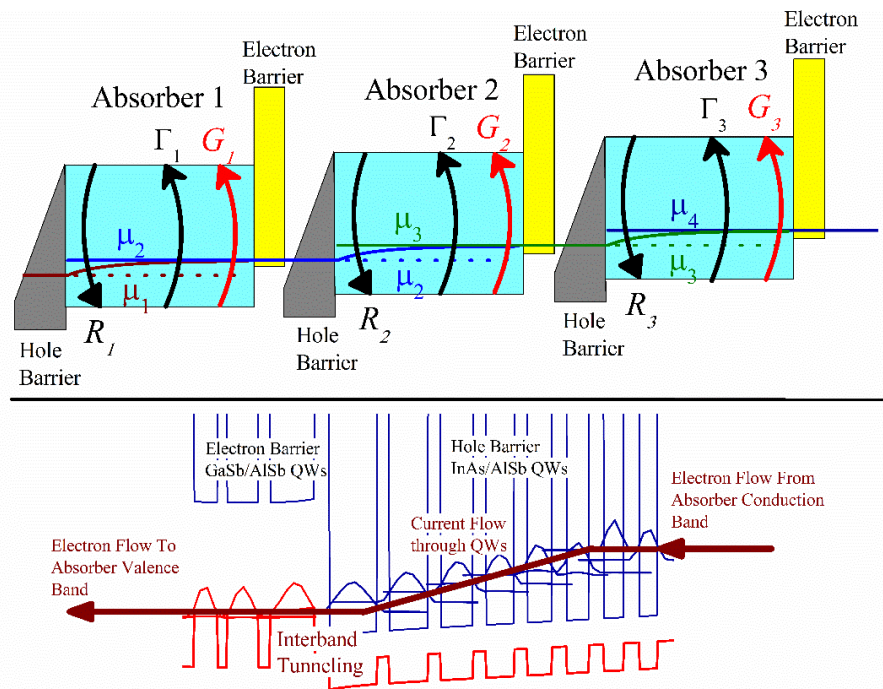 Electron
Barrier
Electron
Barrier
Electron
Barrier
Absorber 1
Absorber 2
Absorber 3
Γ1
G1
Γ2
G2
Γ3
G3
μ2
μ1
μ3
μ2
μ4
μ3
R1
R2
R3
Hole
Barrier
Hole
Barrier
Hole
Barrier
Electron Barrier
GaSb/AlSb QWs
Hole Barrier
InAs/AlSb QWs
Electron Flow From
Absorber Conduction
Band
Current Flow
through QWs
Electron Flow To
Absorber Valence
Band
Interband
Tunneling